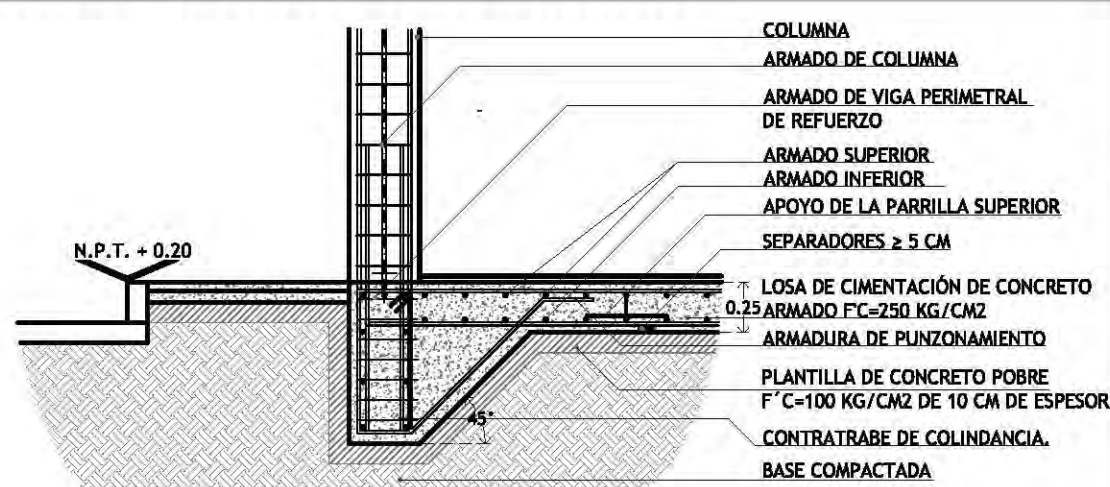 COLUMNA
ARMADO DE COLUMNA
ARMADO DE VIGA PERIMETRAL
DE REFUERZO
ARMADO SUPERIOR
ARMADO INFERIOR
APOYO DE LA PARRILLA SUPERIOR
SEPARADORES ≥ 5 CM
N.P.T. + 0.20
LOSA DE CIMENTACIÓN DE CONCRETO
0.25 ARMADO F'C=250 KG/CM2
ARMADURA DE PUNZONAMIENTO
PLANTILLA DE CONCRETO POBRE
F´C=100 KG/CM2 DE 10 CM DE ESPESOR
45°
CONTRATRABE DE COLINDANCIA.
BASE COMPACTADA